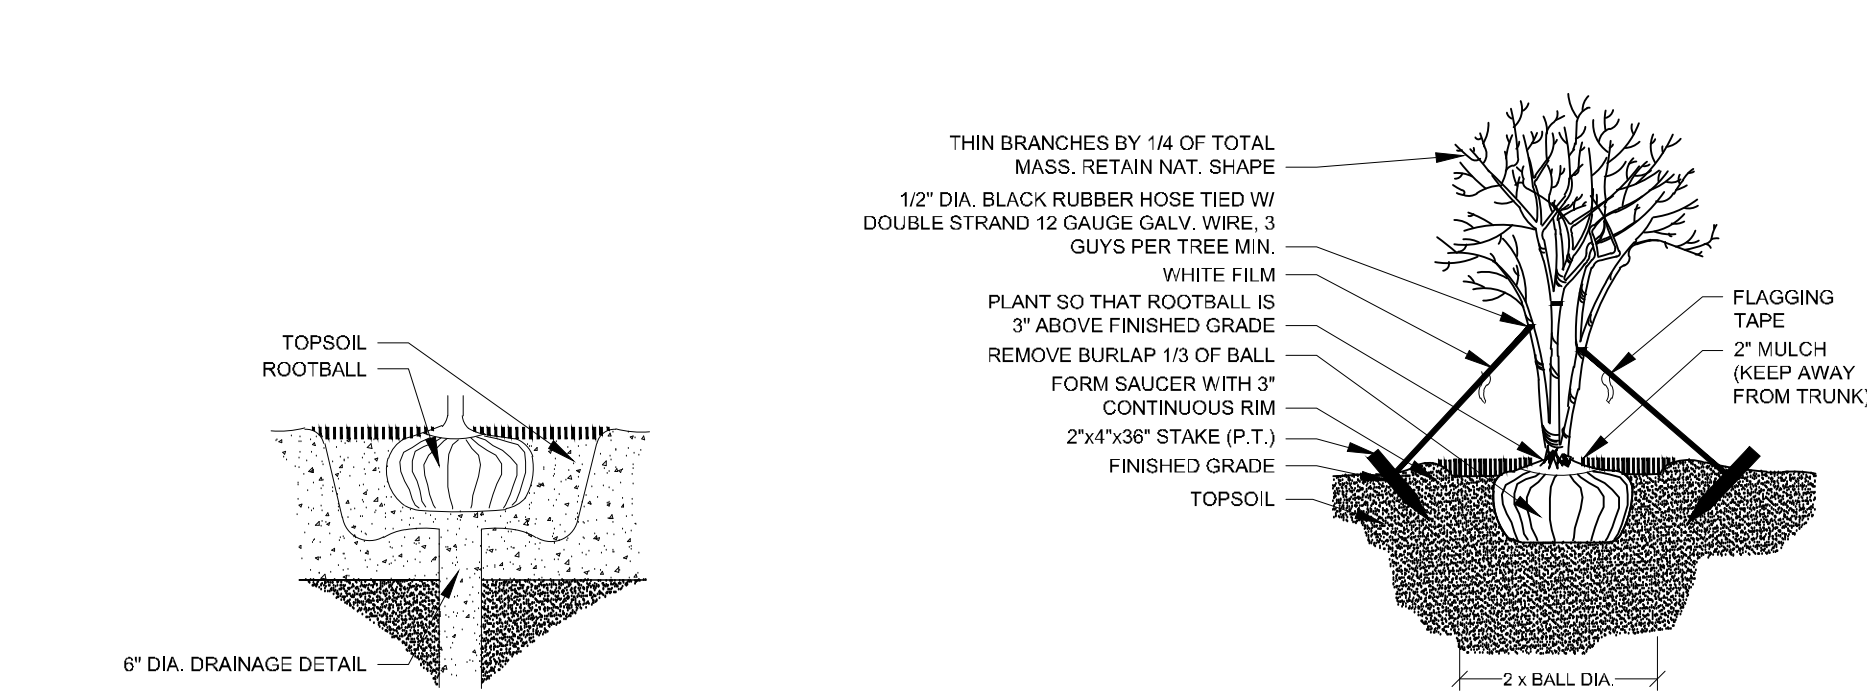 TOPSOIL
ROOTBALL
6" DIA. DRAINAGE DETAIL
THIN BRANCHES BY 1/4 OF TOTAL
MASS. RETAIN NAT. SHAPE
1/2" DIA. BLACK RUBBER HOSE TIED W/
DOUBLE STRAND 12 GAUGE GALV. WIRE, 3
GUYS PER TREE MIN.
WHITE FILM
PLANT SO THAT ROOTBALL IS
3" ABOVE FINISHED GRADE
REMOVE BURLAP 1/3 OF BALL
FORM SAUCER WITH 3"
CONTINUOUS RIM
2"x4"x36" STAKE (P.T.)
FINISHED GRADE
TOPSOIL
FLAGGING
TAPE
2" MULCH
(KEEP AWAY
FROM TRUNK)
2 x BALL DIA.